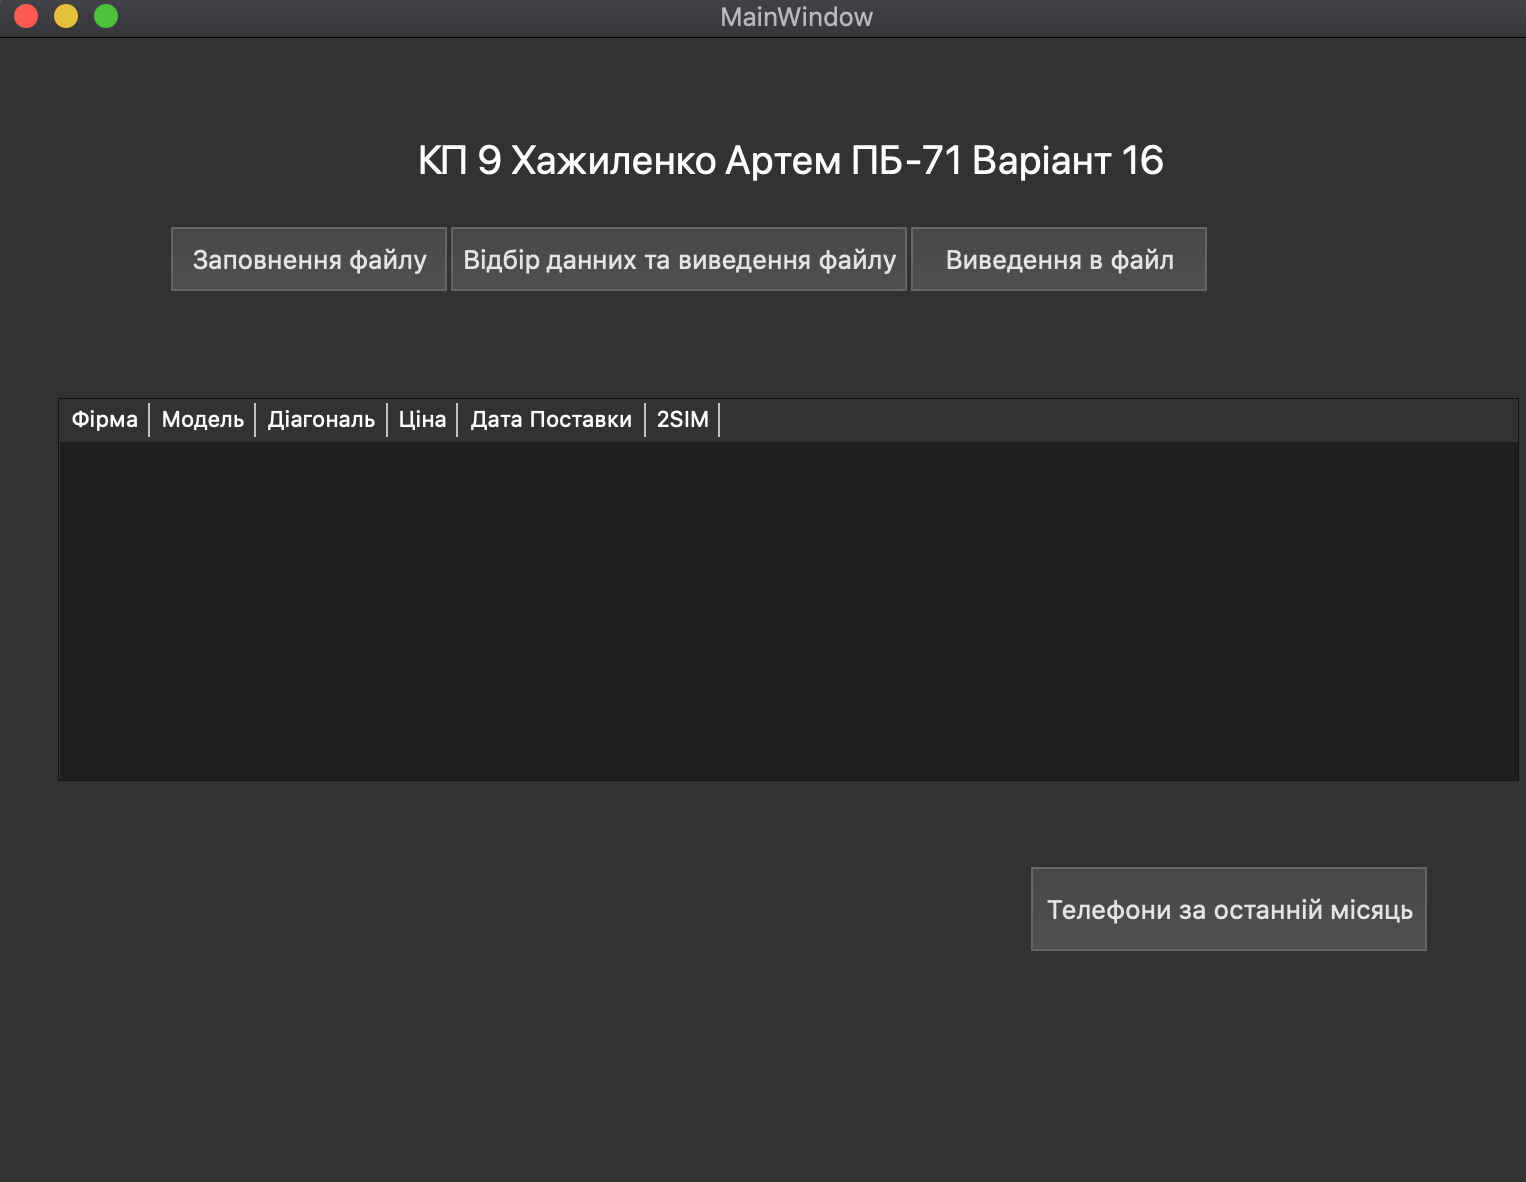 MainWindow
КП 9 Хажиленко Артем ПБ-71 Варіант 16
Заповнення файлу Відбір данних та виведення файлу Виведення в файл
Фірма Модель Діагональ Ціна Дата Поставки 2SIM
Телефони за останній місяць